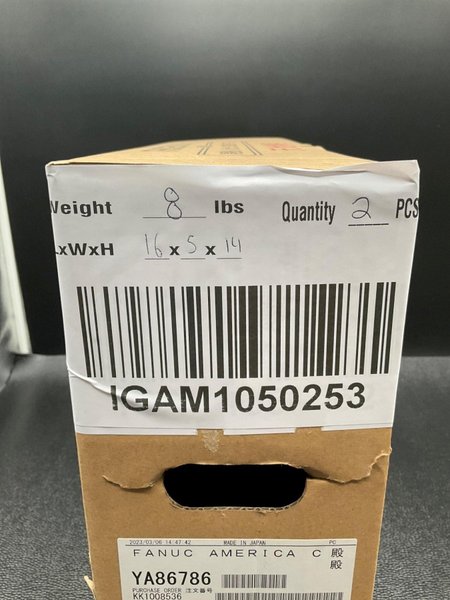 Weight 8 lbs Quantity 2 PCS
LxWxH 16 x 5 x 14
IGAM1050253
2023/03/06 14:47:42 MADE IN JAPAN PC
FANUC AMERICA C 殿
殿
YA86786
PURCHASE ORDER 注文番号
KK1008536